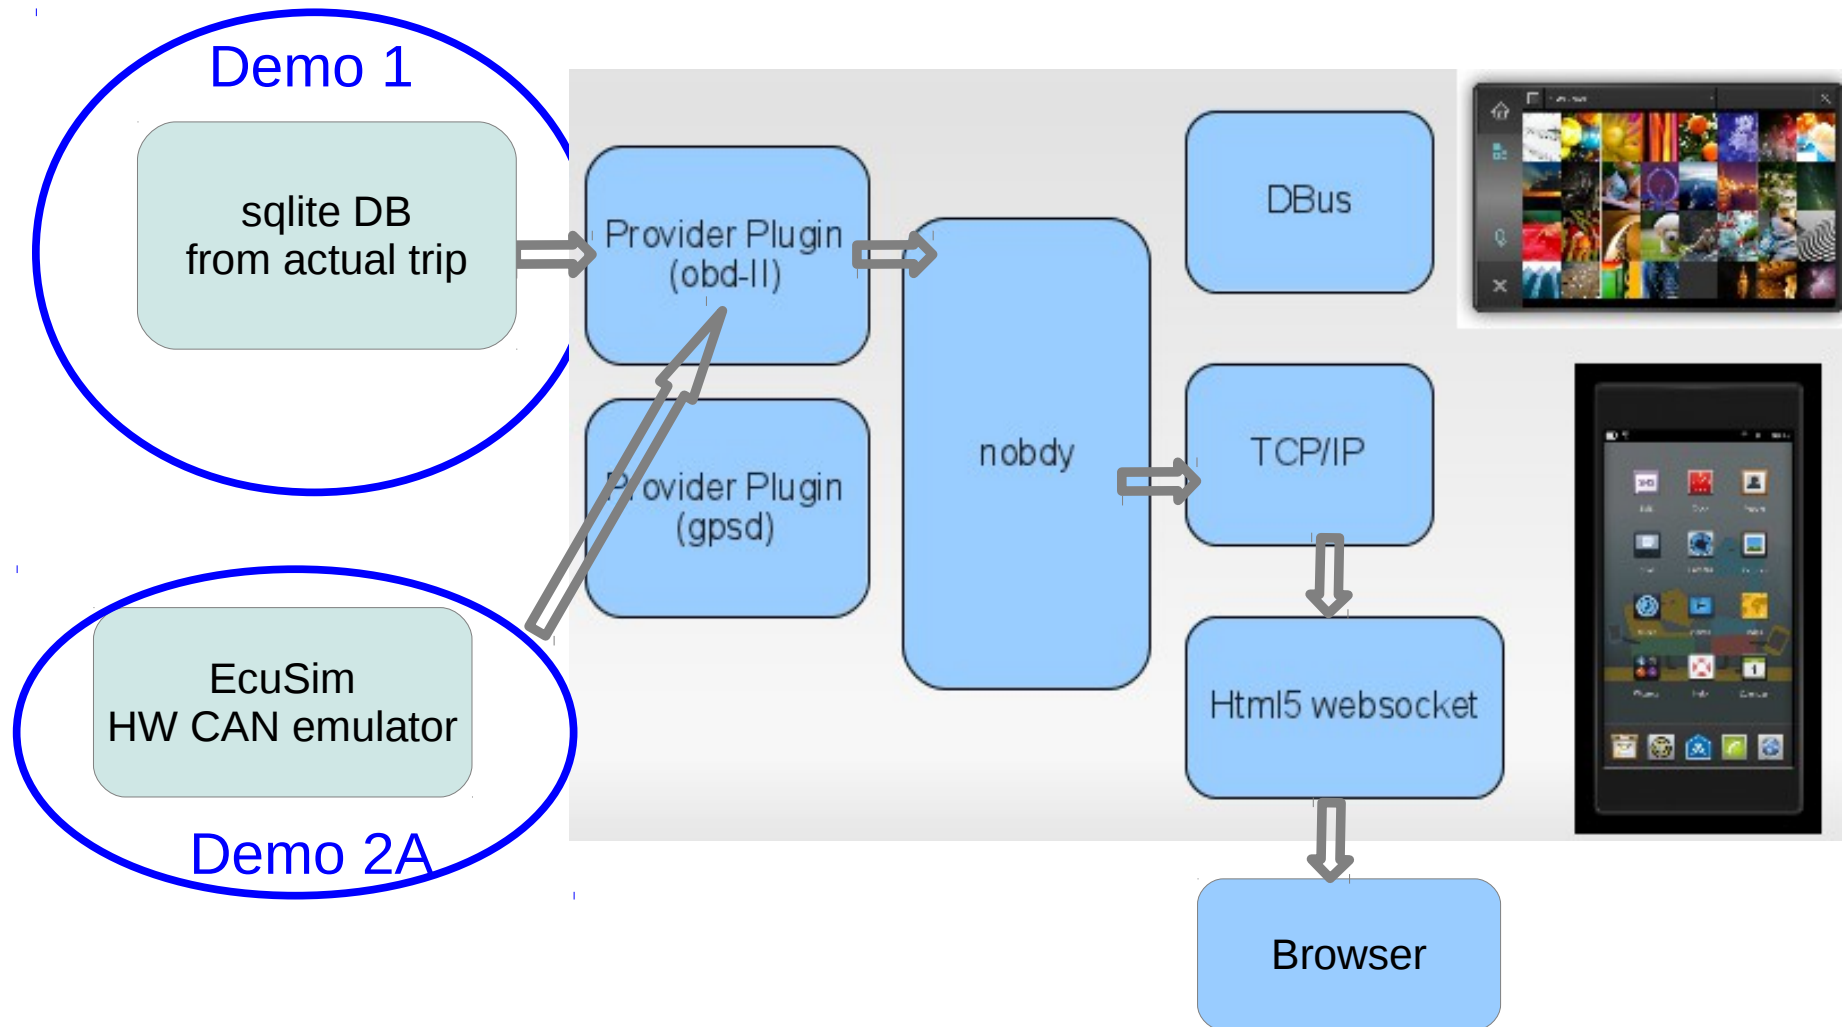 Demo 1
sqlite DB
from actual trip
Provider Plugin
(obd-II)
Provider Plugin
(gpsd)
nobdy
DBus
TCP/IP
Html5 websocket
Browser
EcuSim
HW CAN emulator
Demo 2A